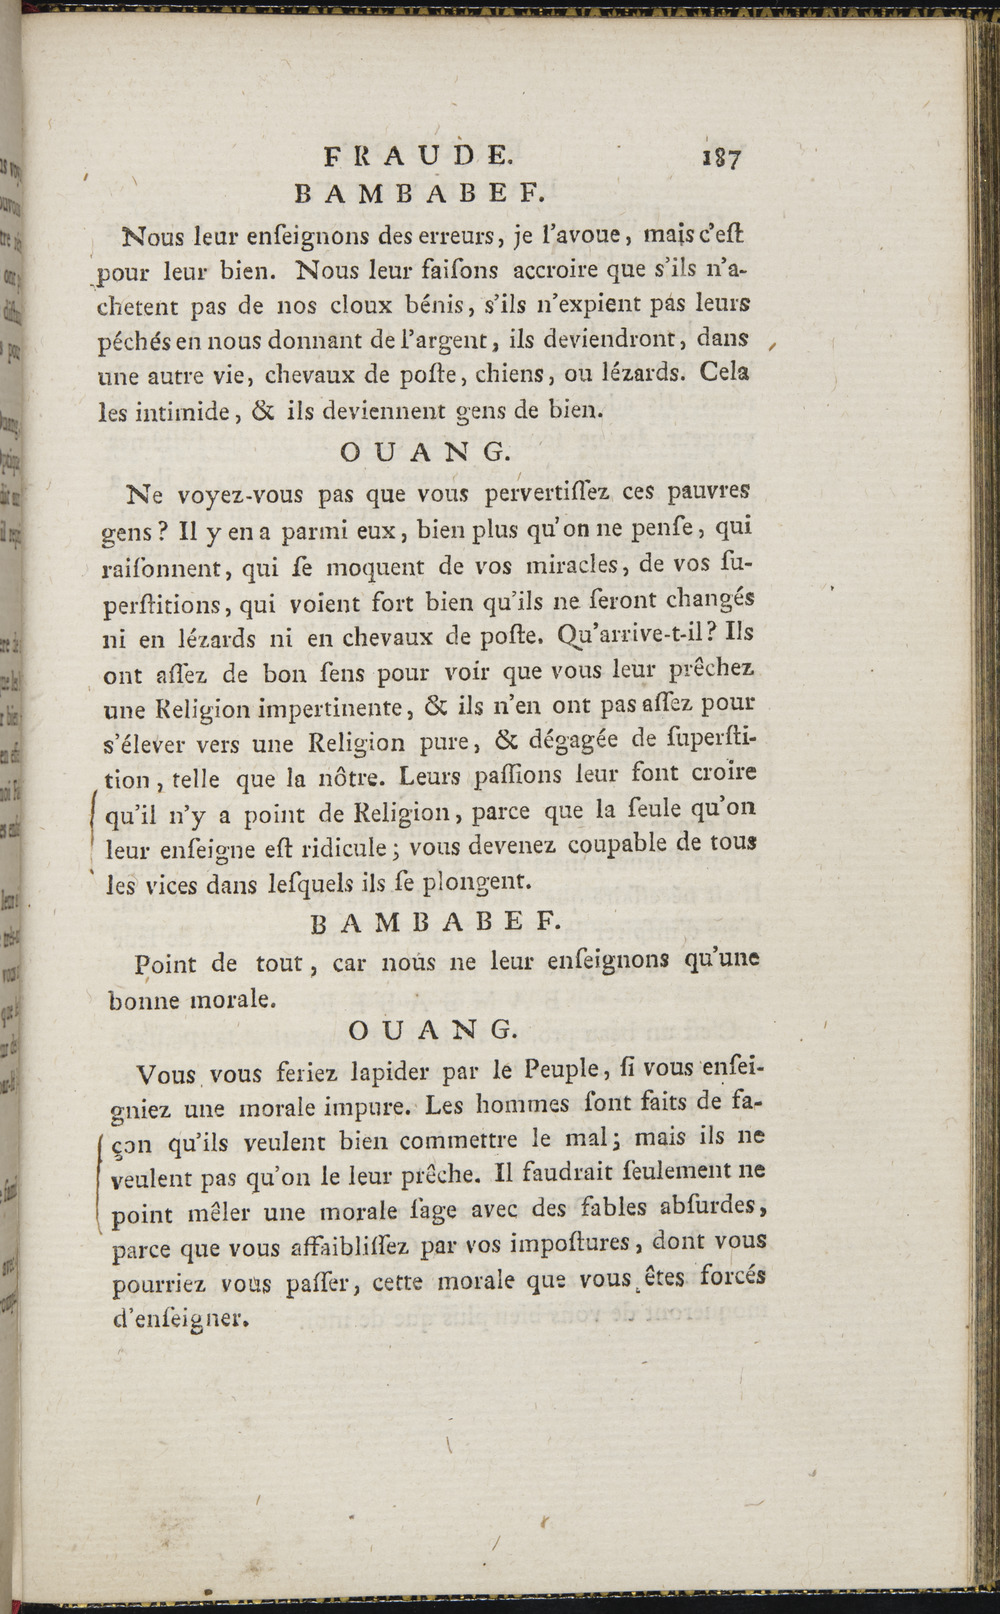 FRAUDE. 187
BAMBABEF.
Nous leur enſeignons des erreurs, je l'avoue, mais c'eſt
pour leur bien. Nous leur faiſons accroire que s'ils n'a-
chetent pas de nos cloux bénis, s'ils n'expient pas leurs
péchés en nous donnant de l'argent, ils deviendront, dans
une autre vie, chevaux de poſte, chiens, ou lézards. Cela
les intimide, & ils deviennent gens de bien.
OUANG.
Ne voyez-vous pas que vous pervertiſſez ces pauvres
gens? Il y en a parmi eux, bien plus qu'on ne penſe, qui
raiſonnent, qui ſe moquent de vos miracles, de vos ſu-
perſtitions, qui voient fort bien qu'ils ne ſeront changés
ni en lézards ni en chevaux de poſte. Qu'arrive-t-il? Ils
ont aſſez de bon ſens pour voir que vous leur prêchez
une Religion impertinente, & ils n'en ont pas aſſez pour
s'élever vers une Religion pure, & dégagée de ſuperſti-
tion, telle que la nôtre. Leurs paſſions leur font croire
qu'il n'y a point de Religion, parce que la ſeule qu'on
leur enſeigne eſt ridicule; vous devenez coupable de tous
les vices dans leſquels ils ſe plongent.
BAMBABEF.
Point de tout, car nous ne leur enſeignons qu'une
bonne morale.
OUANG.
Vous vous feriez lapider par le Peuple, ſi vous enſei-
gniez une morale impure. Les hommes ſont faits de fa-
çon qu'ils veulent bien commettre le mal; mais ils ne
veulent pas qu'on le leur prêche. Il faudrait ſeulement ne
point mêler une morale ſage avec des fables abſurdes,
parce que vous affaibliſſez par vos impoſtures, dont vous
pourriez vous paſſer, cette morale que vous êtes forcés
d'enſeigner.